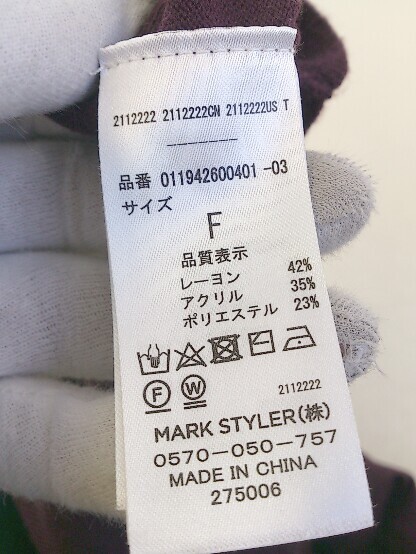 2112222 2112222CN 2112222US T
品番 011942600401 -03
サイズ
F
品質表示
レーヨン 42%
アクリル 35%
ポリエステル 23%
F W
2112222
MARK STYLER(株)
0570-050-757
MADE IN CHINA
275006